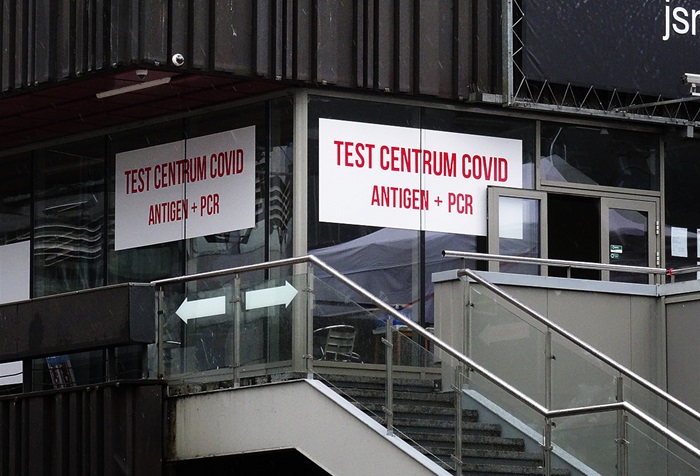 TEST CENTRUM COVID
ANTIGEN + PCR
TEST CENTRUM COVID
ANTIGEN + PCR